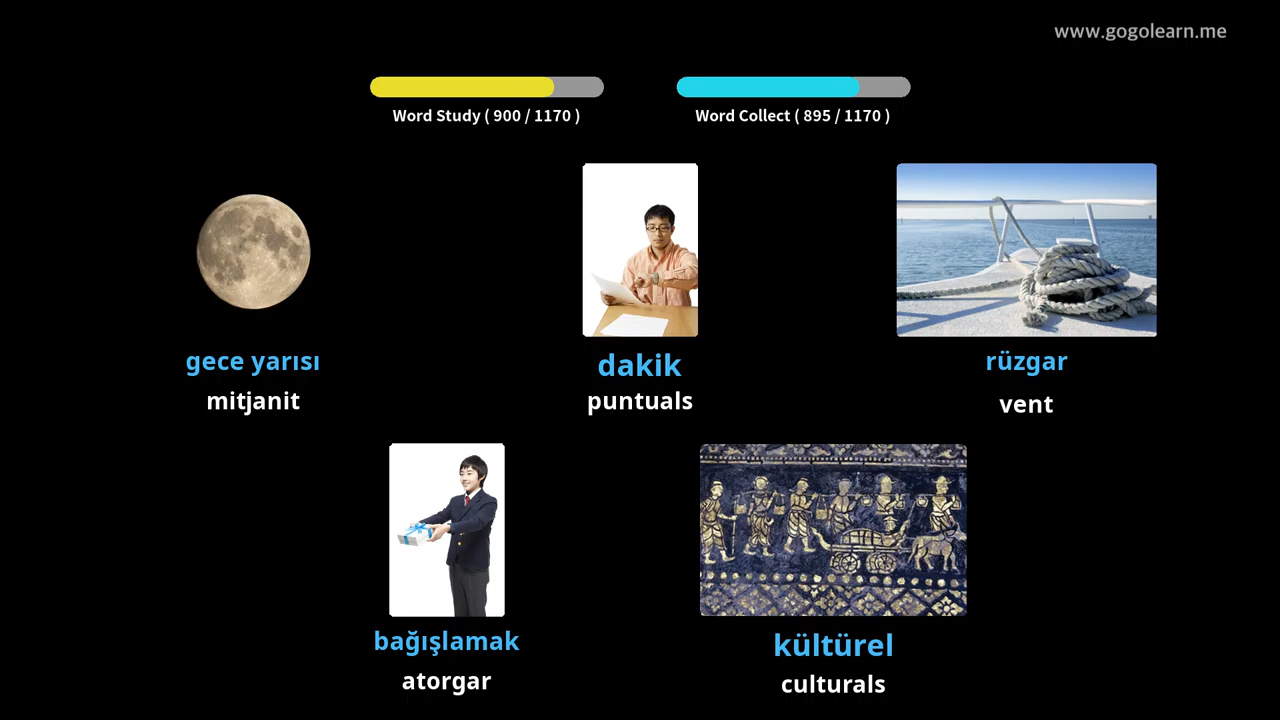 www.gogolearn.me
Word Study ( 900 / 1170 )
Word Collect ( 895 / 1170 )
gece yarısı
mitjanit
dakik
puntuals
rüzgar
vent
bağışlamak
atorgar
kültürel
culturals